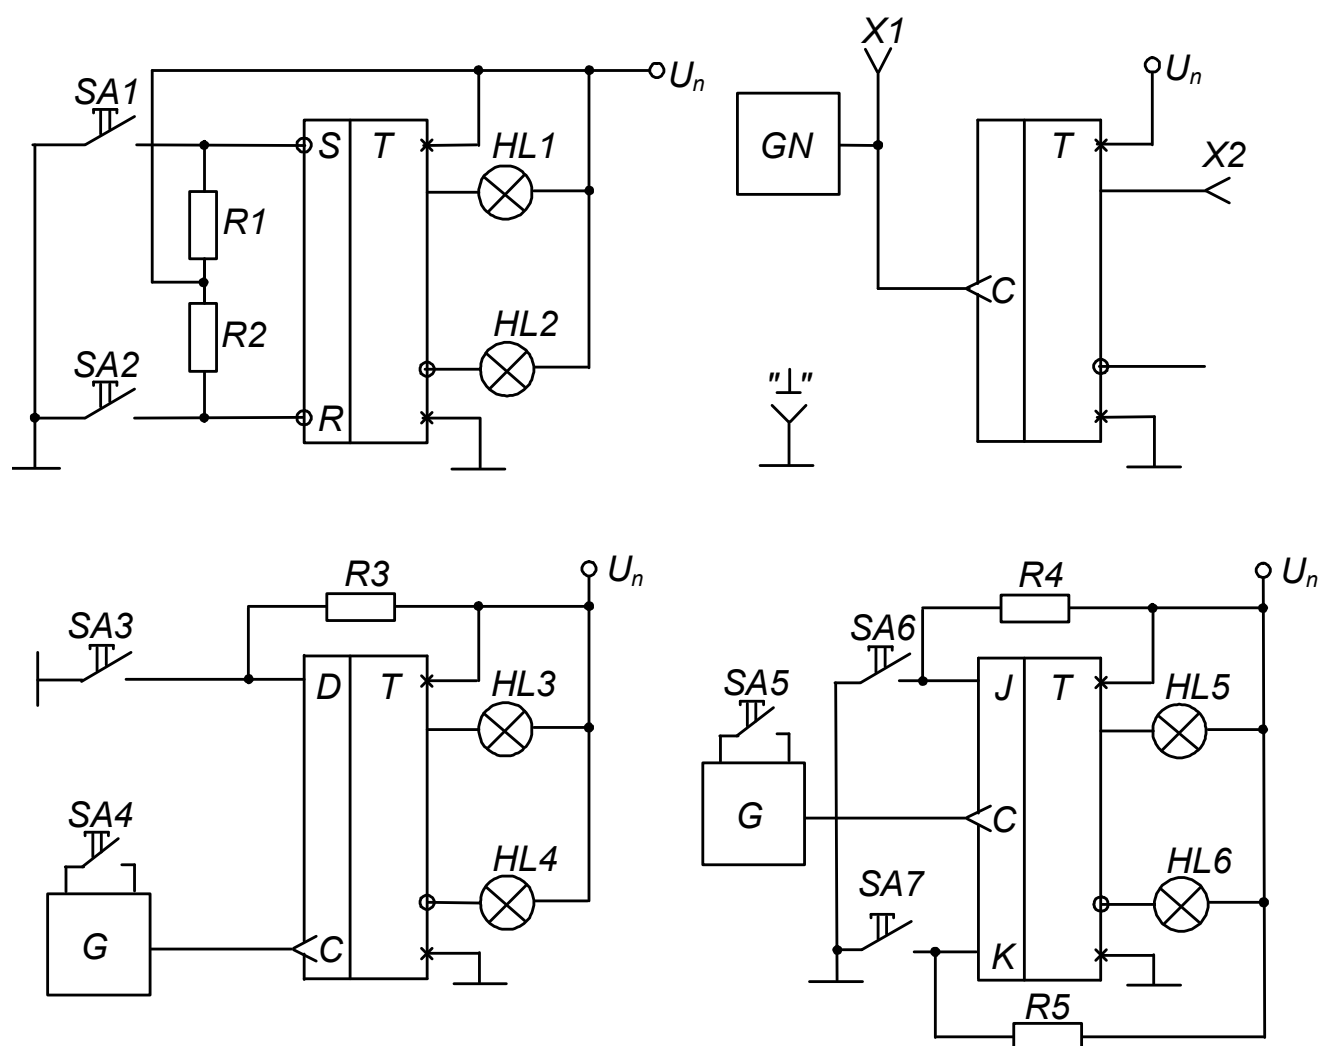 SA1
S T
R1
R2
SA2
R
HL1
HL2
Un
X1
GN
T
C
Un
X2
"⊥"
R3
Un
SA3
D T
HL3
SA4
G
C
HL4
R4
Un
SA6
SA5
J T
HL5
G
C
SA7
HL6
K
R5